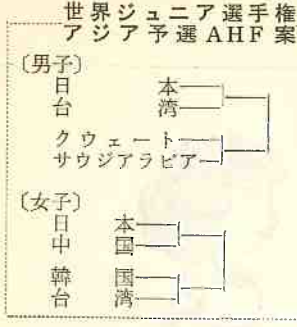 世界ジュニア選手権
アジア予選AHF案
〔男子〕
日本
台湾
クウェート
サウジアラビア
〔女子〕
日本
中国
韓国
台湾